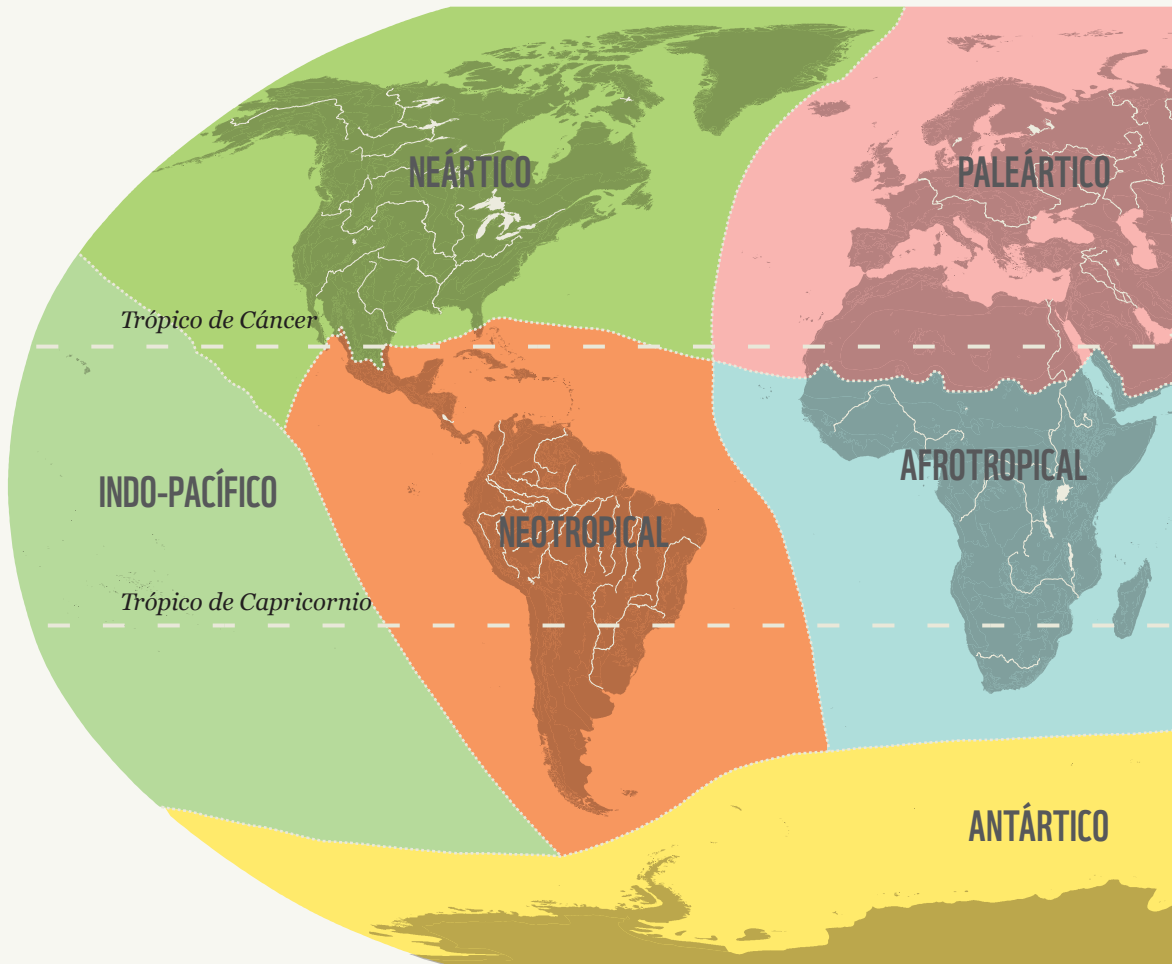 NEÁRTICO
PALEÁRTICO
Trópico de Cáncer
AFROTROPICAL
INDO-PACÍFICO
NEOTROPICAL
Trópico de Capricornio
ANTÁRTICO